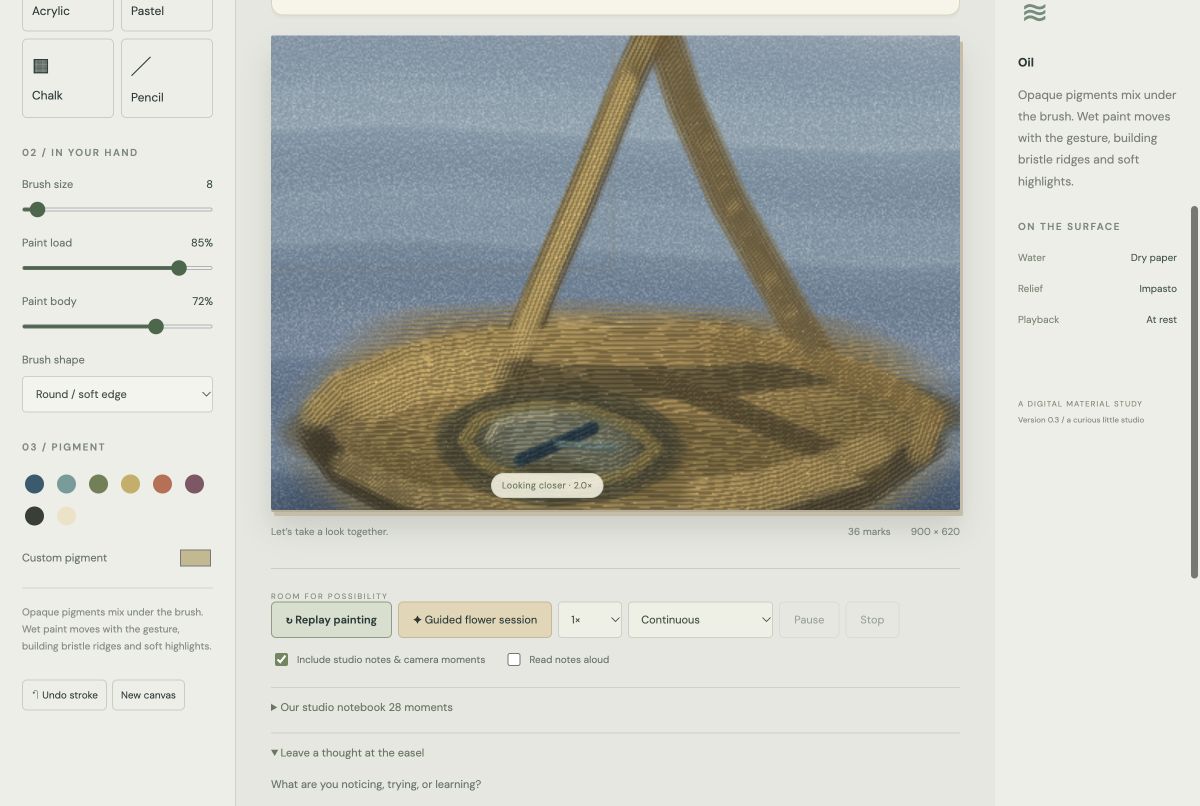 Acrylic
Pastel
Chalk
Pencil
02 / IN YOUR HAND
Brush size 8
Paint load 85%
Paint body 72%
Brush shape
Round / soft edge
03 / PIGMENT
Custom pigment
Opaque pigments mix under the brush.
Wet paint moves with the gesture,
building bristle ridges and soft highlights.
Undo stroke
New canvas
Looking closer · 2.0×
Let's take a look together.
36 marks
900 × 620
ROOM FOR POSSIBILITY
↻ Replay painting
✦ Guided flower session
1×
Continuous
Pause
Stop
Include studio notes & camera moments
Read notes aloud
Our studio notebook 28 moments
Leave a thought at the easel
What are you noticing, trying, or learning?
Oil
Opaque pigments mix under
the brush. Wet paint moves
with the gesture, building
bristle ridges and soft
highlights.
ON THE SURFACE
Water Dry paper
Relief Impasto
Playback At rest
A DIGITAL MATERIAL STUDY
Version 0.3 / a curious little studio